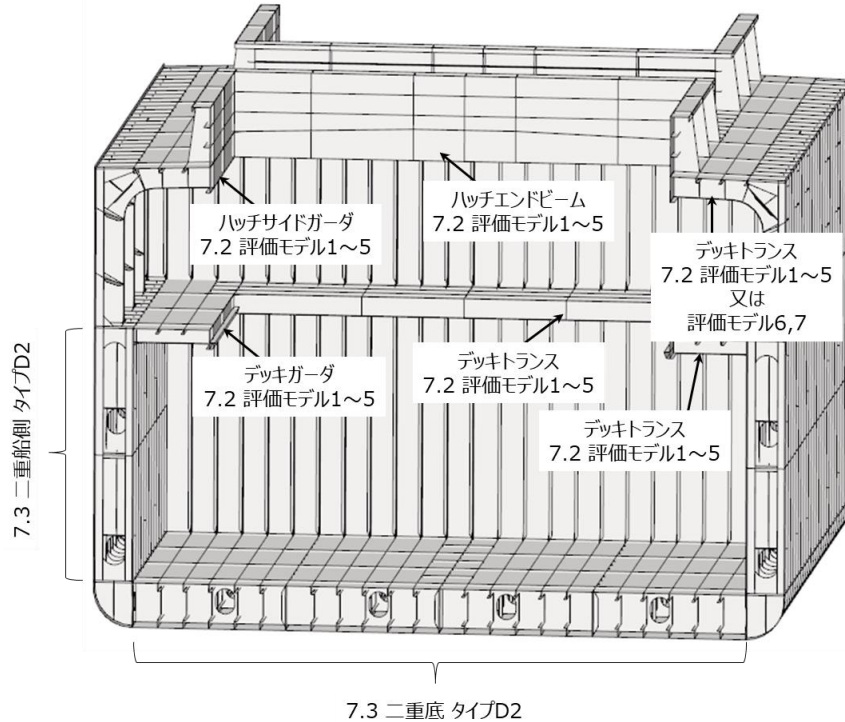 ハッチサイドガーダ
7.2 評価モデル1～5
ハッチエンドビーム
7.2 評価モデル1～5
デッキトランス
7.2 評価モデル1～5
又は
評価モデル6,7
デッキガーダ
7.2 評価モデル1～5
デッキトランス
7.2 評価モデル1～5
デッキトランス
7.2 評価モデル1～5
7.3 二重船側 タイプD2
7.3 二重底 タイプD2